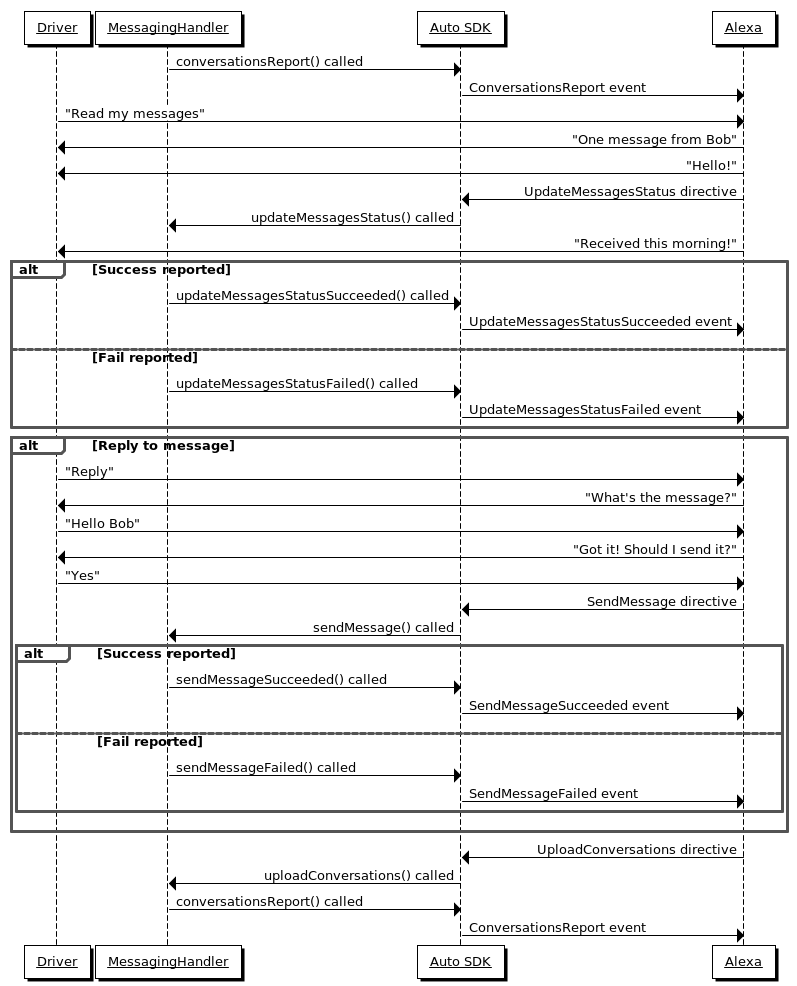 Driver MessagingHandler Auto SDK Alexa
conversationsReport() called
ConversationsReport event
"Read my messages"
"One message from Bob"
"Hello!"
UpdateMessagesStatus directive
updateMessagesStatus() called
"Received this morning!"
alt [Success reported]
updateMessagesStatusSucceeded() called
UpdateMessagesStatusSucceeded event
[Fail reported]
updateMessagesStatusFailed() called
UpdateMessagesStatusFailed event
alt [Reply to message]
"Reply"
"What's the message?"
"Hello Bob"
"Got it! Should I send it?"
"Yes"
SendMessage directive
sendMessage() called
alt [Success reported]
sendMessageSucceeded() called
SendMessageSucceeded event
[Fail reported]
sendMessageFailed() called
SendMessageFailed event
UploadConversations directive
uploadConversations() called
conversationsReport() called
ConversationsReport event
Driver MessagingHandler Auto SDK Alexa